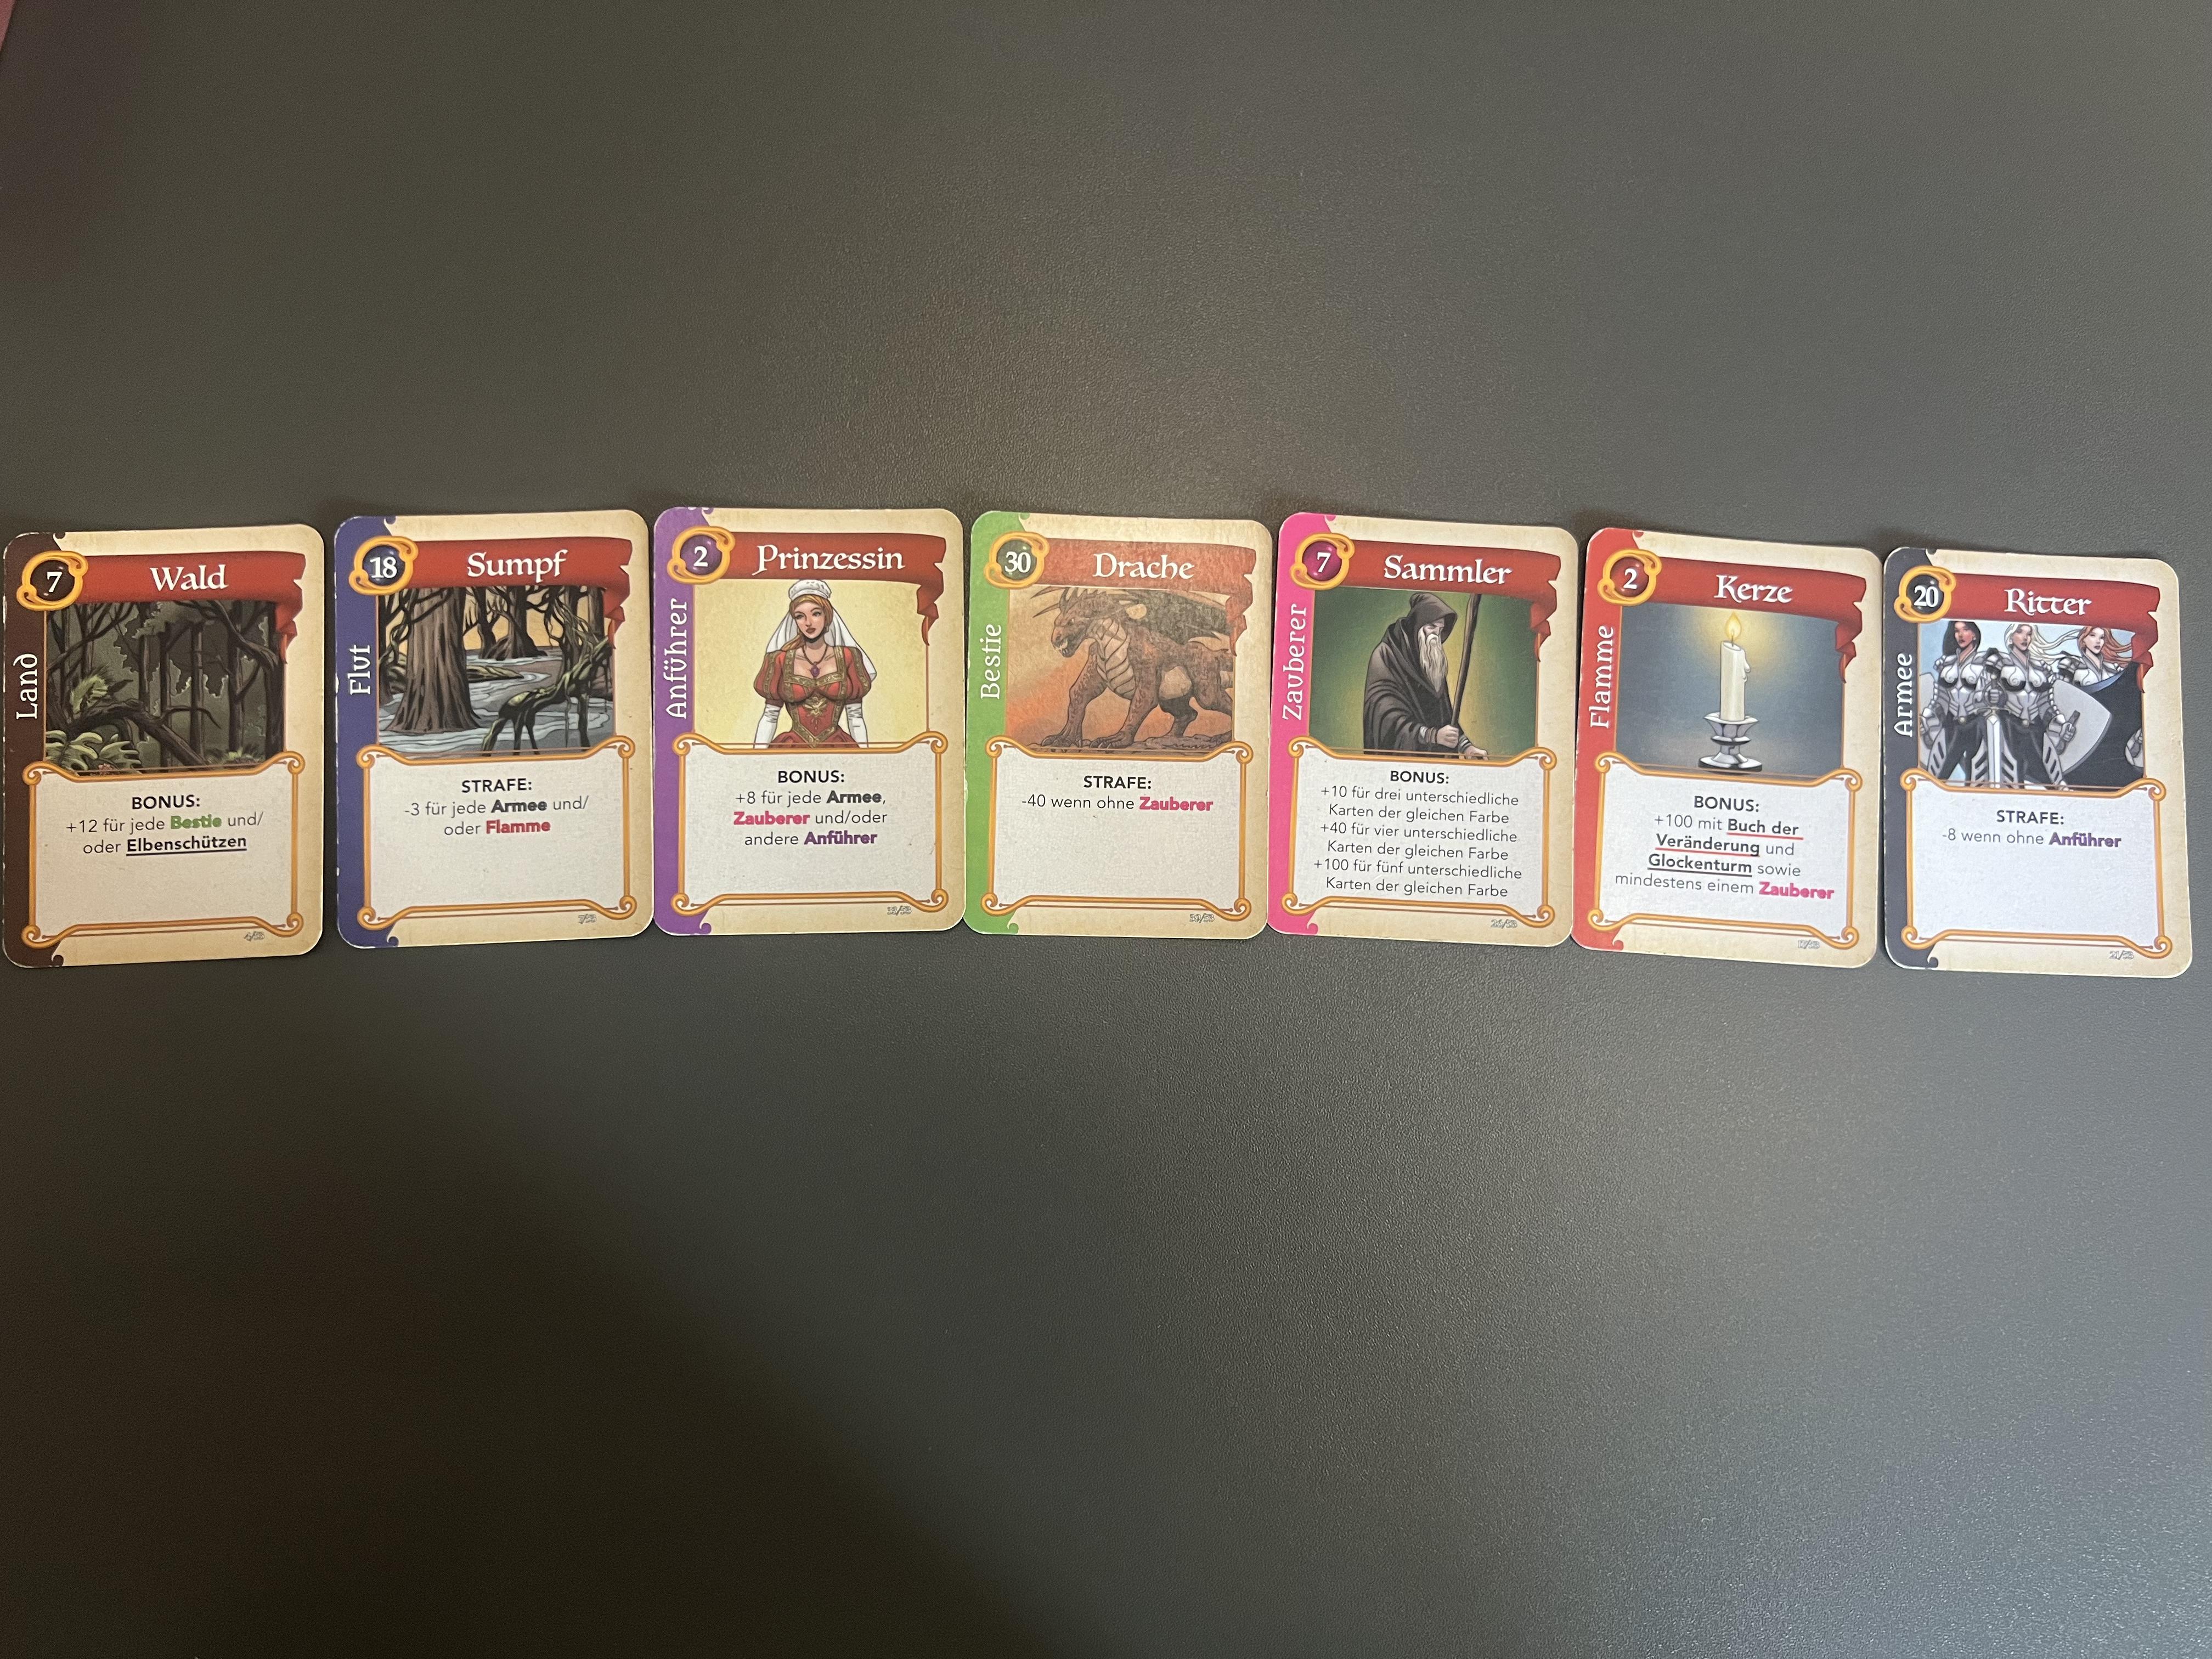 7
Wald
Land
BONUS:
+12 für jede Bestie und/
oder Elbenschützen
18
Sumpf
Flut
STRAFE:
-3 für jede Armee und/
oder Flamme
2
Prinzessin
Anführer
BONUS:
+8 für jede Armee,
Zauberer und/oder
andere Anführer
30
Drache
Bestie
STRAFE:
-40 wenn ohne Zauberer
7
Sammler
Zauberer
BONUS:
+10 für drei unterschiedliche
Karten der gleichen Farbe
+40 für vier unterschiedliche
Karten der gleichen Farbe
+100 für fünf unterschiedliche
Karten der gleichen Farbe
2
Kerze
Flamme
BONUS:
+100 mit Buch der
Veränderung und
Glockenturm sowie
mindestens einem Zauberer
20
Ritter
Armee
STRAFE:
-8 wenn ohne Anführer